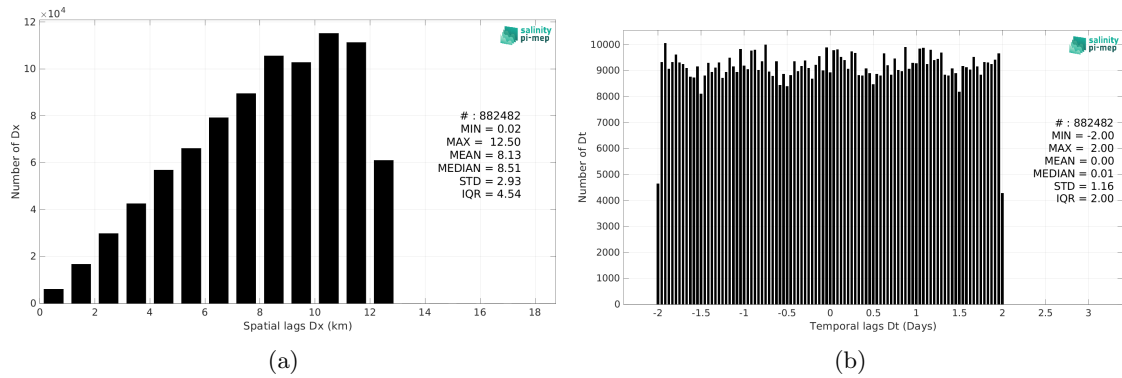 ×10^4
12
10
8
6
4
2
0
Number of Dx
0 2 4 6 8 10 12 14 16 18
Spatial lags Dx (km)
salinity
pi-mep
# : 882482
MIN = 0.02
MAX = 12.50
MEAN = 8.13
MEDIAN = 8.51
STD = 2.93
IQR = 4.54
(a)
10000
9000
8000
7000
6000
5000
4000
3000
2000
1000
0
Number of Dt
-2 -1.5 -1 -0.5 0 0.5 1 1.5 2 2.5 3
Temporal lags Dt (Days)
salinity
pi-mep
# : 882482
MIN = -2.00
MAX = 2.00
MEAN = 0.00
MEDIAN = 0.01
STD = 1.16
IQR = 2.00
(b)